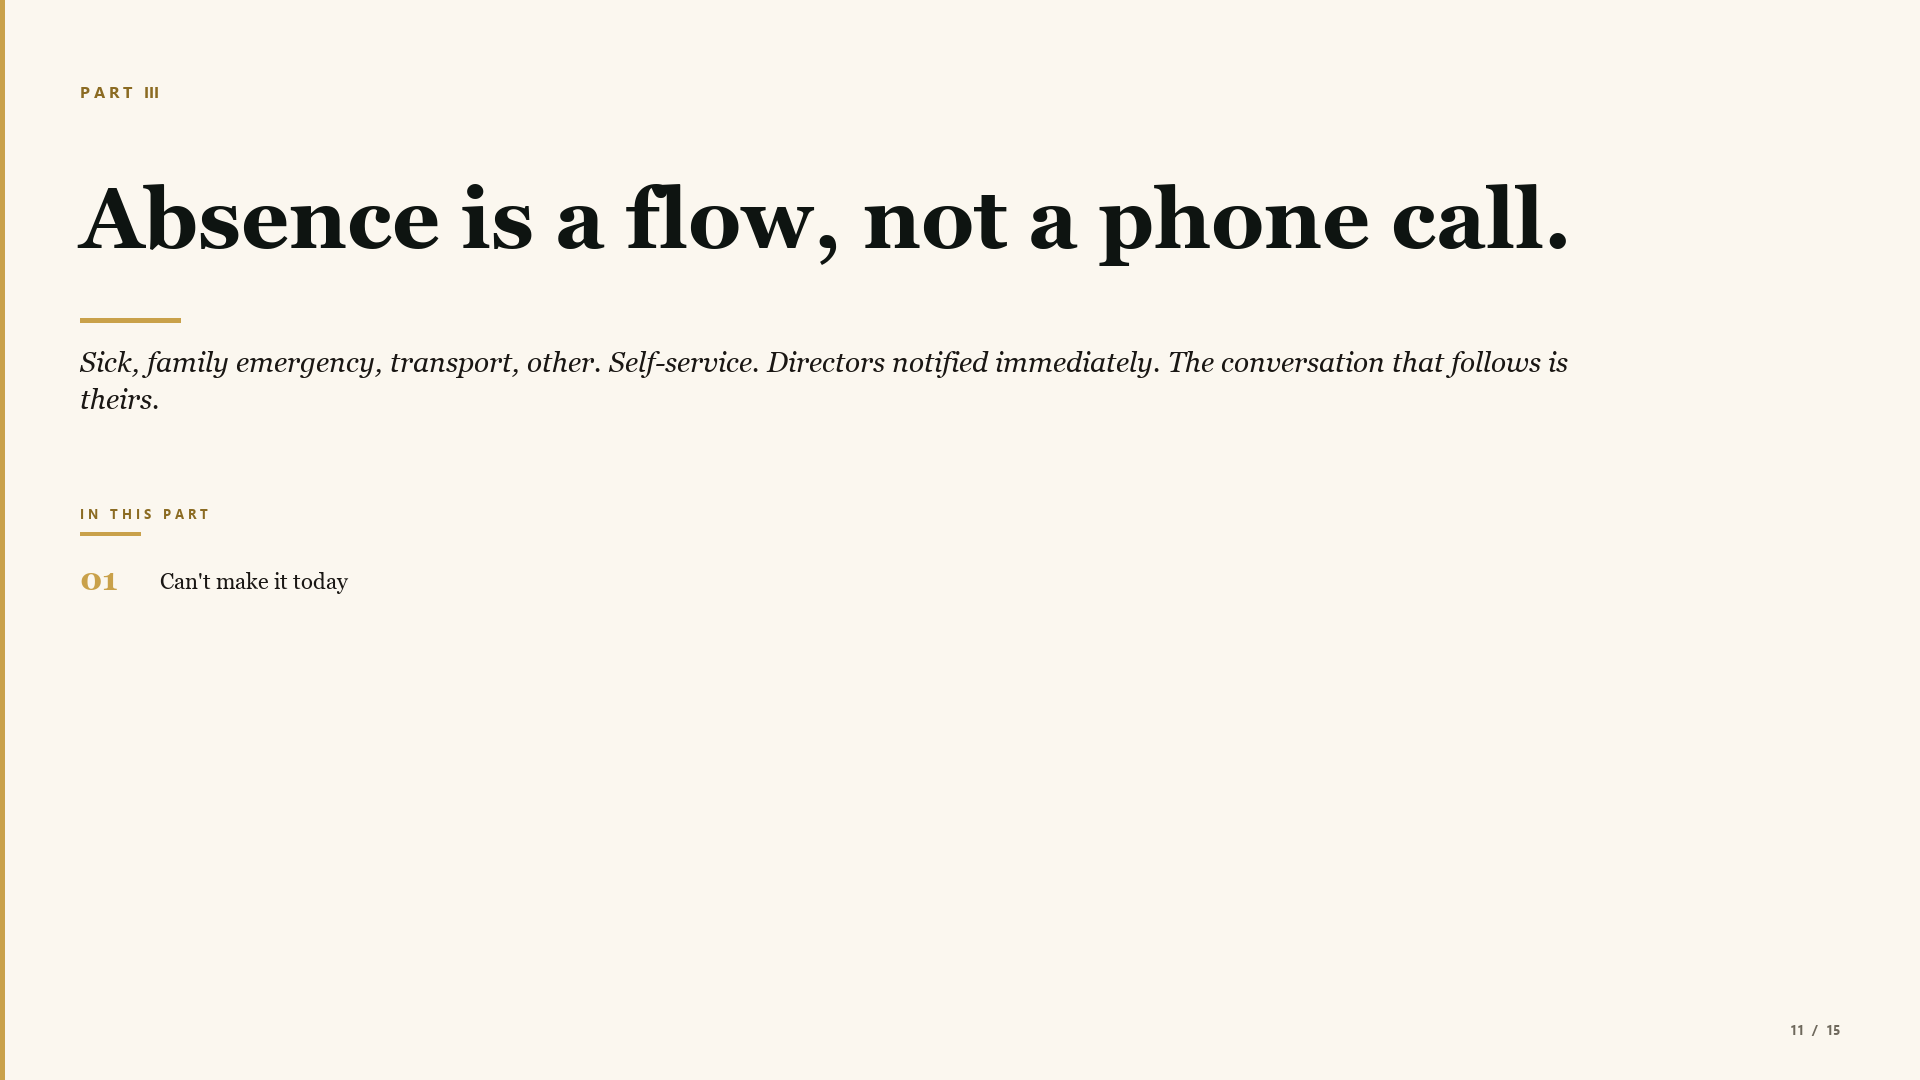 PART III
Absence is a flow, not a phone call.
Sick, family emergency, transport, other. Self-service. Directors notified immediately. The conversation that follows is
theirs.
IN THIS PART
01 Can't make it today
11 / 15